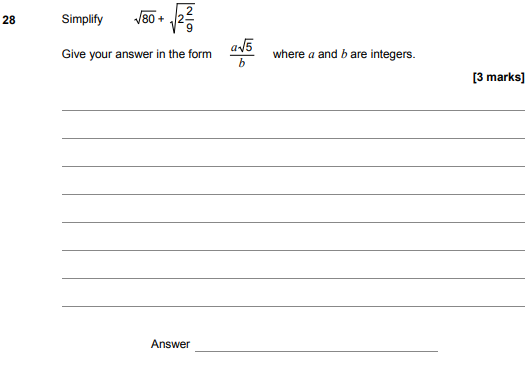 28 Simplify √80 + √2 2/9
Give your answer in the form a√5/b where a and b are integers.
[3 marks]
Answer